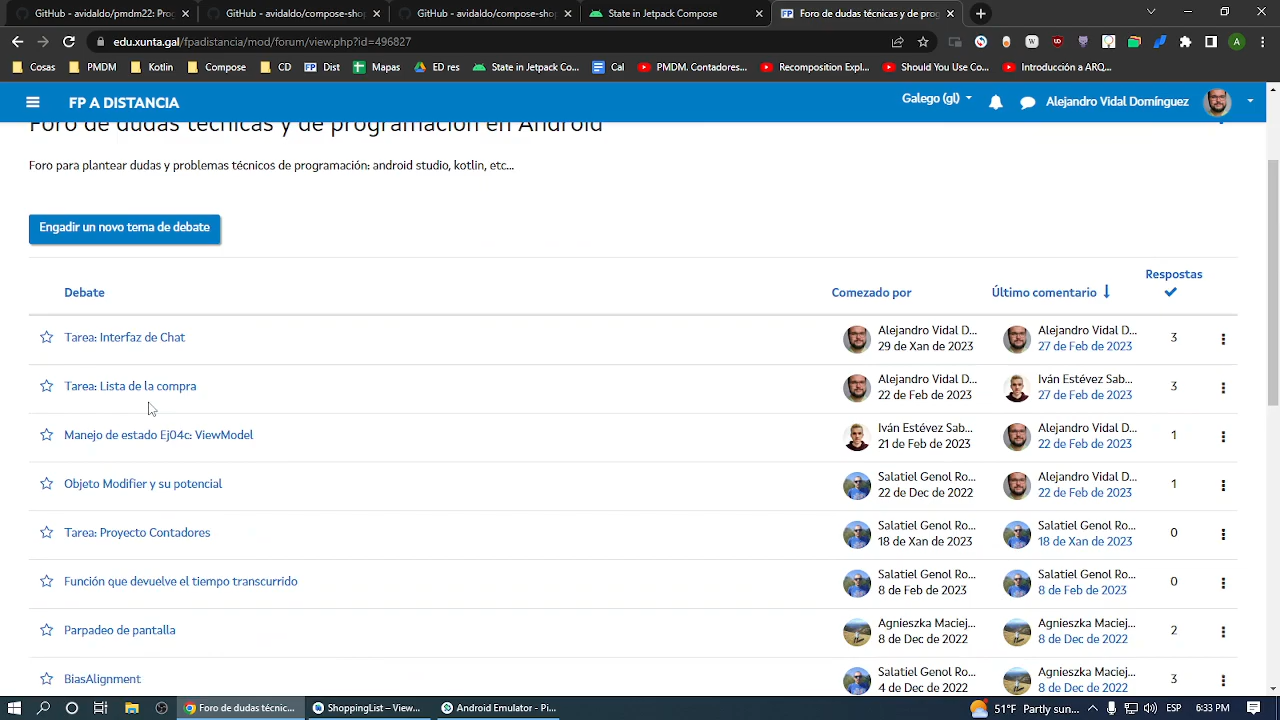 GitHub - avidaldo/pmdm22: Prog
GitHub - avidaldo/compose-shop
GitHub - avidaldo/compose-shop
State in Jetpack Compose
Foro de dudas técnicas y de prog
edu.xunta.gal/fpadistancia/mod/forum/view.php?id=496827
Cosas
PMDM
Kotlin
Compose
CD
Dist
Mapas
ED res
State in Jetpack Co...
Cal
PMDM. Contadores...
Recomposition Expl...
Should You Use Co...
Introducción a ARQ...
FP A DISTANCIA
Galego (gl)
Alejandro Vidal Domínguez
Foro de dudas técnicas y de programación en Android
Foro para plantear dudas y problemas técnicos de programación: android studio, kotlin, etc...
Engadir un novo tema de debate
Debate Comezado por Último comentario Respostas
Tarea: Interfaz de Chat Alejandro Vidal D... Alejandro Vidal D... 3
29 de Xan de 2023 27 de Feb de 2023
Tarea: Lista de la compra Alejandro Vidal D... Iván Estévez Sab... 3
22 de Feb de 2023 27 de Feb de 2023
Manejo de estado Ej04c: ViewModel Iván Estévez Sab... Alejandro Vidal D... 1
21 de Feb de 2023 22 de Feb de 2023
Objeto Modifier y su potencial Salatiel Genol Ro... Alejandro Vidal D... 1
22 de Dec de 2022 22 de Feb de 2023
Tarea: Proyecto Contadores Salatiel Genol Ro... Salatiel Genol Ro... 0
18 de Xan de 2023 18 de Xan de 2023
Función que devuelve el tiempo transcurrido Salatiel Genol Ro... Salatiel Genol Ro... 0
8 de Feb de 2023 8 de Feb de 2023
Parpadeo de pantalla Agnieszka Maciej... Agnieszka Maciej... 2
8 de Dec de 2022 8 de Dec de 2022
BiasAlignment Salatiel Genol Ro... Agnieszka Maciej... 3
4 de Dec de 2022 8 de Dec de 2022
Foro de dudas técnic...
ShoppingList – View...
Android Emulator - Pi...
51°F Partly sun...
ESP
6:33 PM